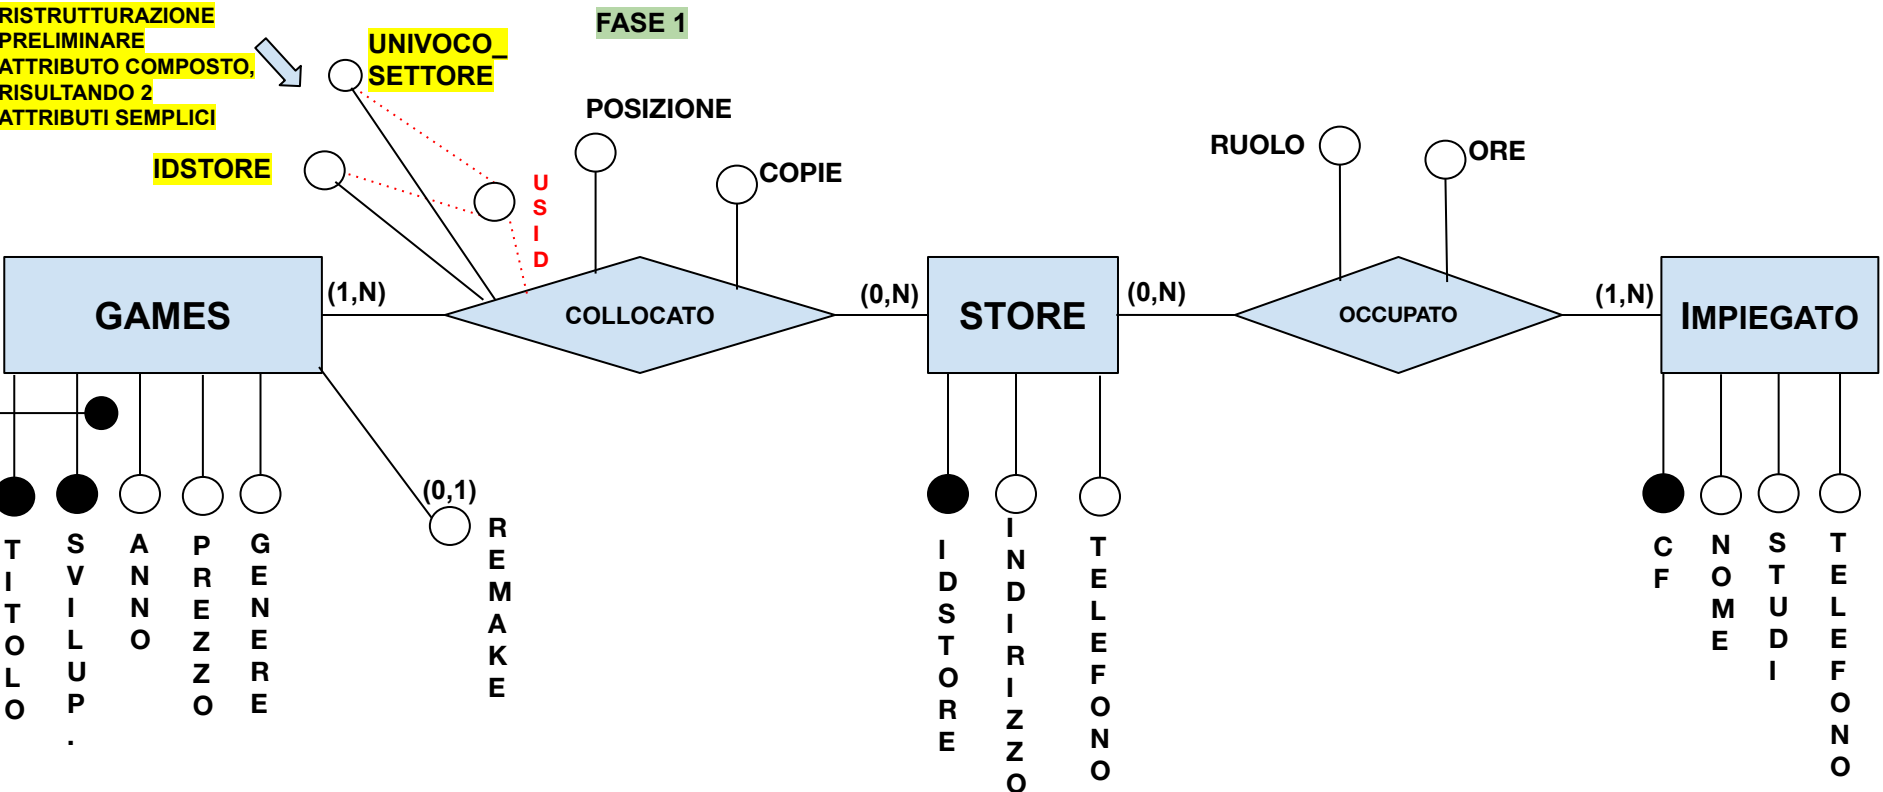 RISTRUTTURAZIONE
PRELIMINARE
ATTRIBUTO COMPOSTO,
RISULTANDO 2
ATTRIBUTI SEMPLICI
FASE 1
UNIVOCO_
SETTORE
IDSTORE
USID
POSIZIONE
COPIE
RUOLO
ORE
GAMES
(1,N)
COLLOCATO
(0,N)
STORE
(0,N)
OCCUPATO
(1,N)
IMPIEGATO
(0,1)
TITOLO
SVILUP.
ANNO
PREZZO
GENERE
REMAKE
IDSTORE
INDIRIZZO
TELEFONO
CF
NOME
STUDI
TELEFONO